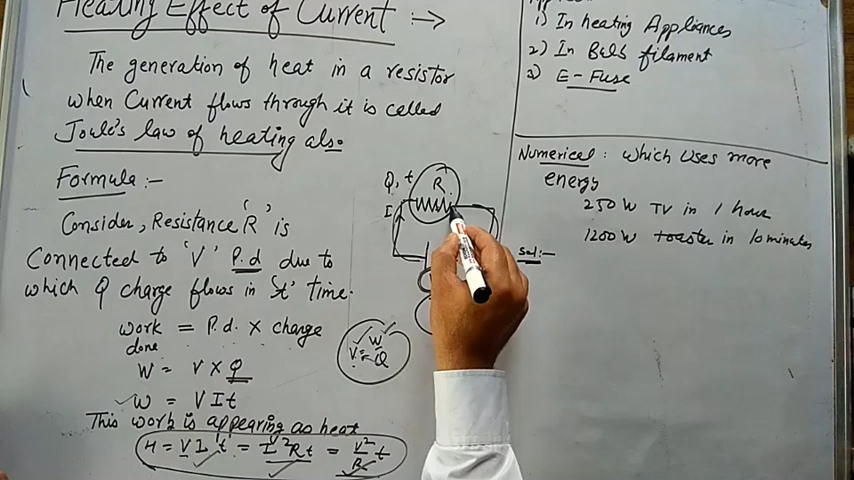 Heating Effect of Current :→
The generation of heat in a resistor
when Current flows through it is called
Joule's law of heating also.
Formula :-
Consider, Resistance 'R' is
Connected to 'V' P.d due to
which Q charge flows in 't' time.
work = P.d. × charge
done
W = V × Q
W = V I t
This work is appearing as heat
H = V I t = I²Rt = V²/R t
V = W/Q
Q, t
R
I
1) In heating Appliances
2) In Bulb filament
3) E-Fuse
Numerical : which uses more
energy
250 W TV in 1 hour
1200 W toaster in 10 minutes
Sol :-